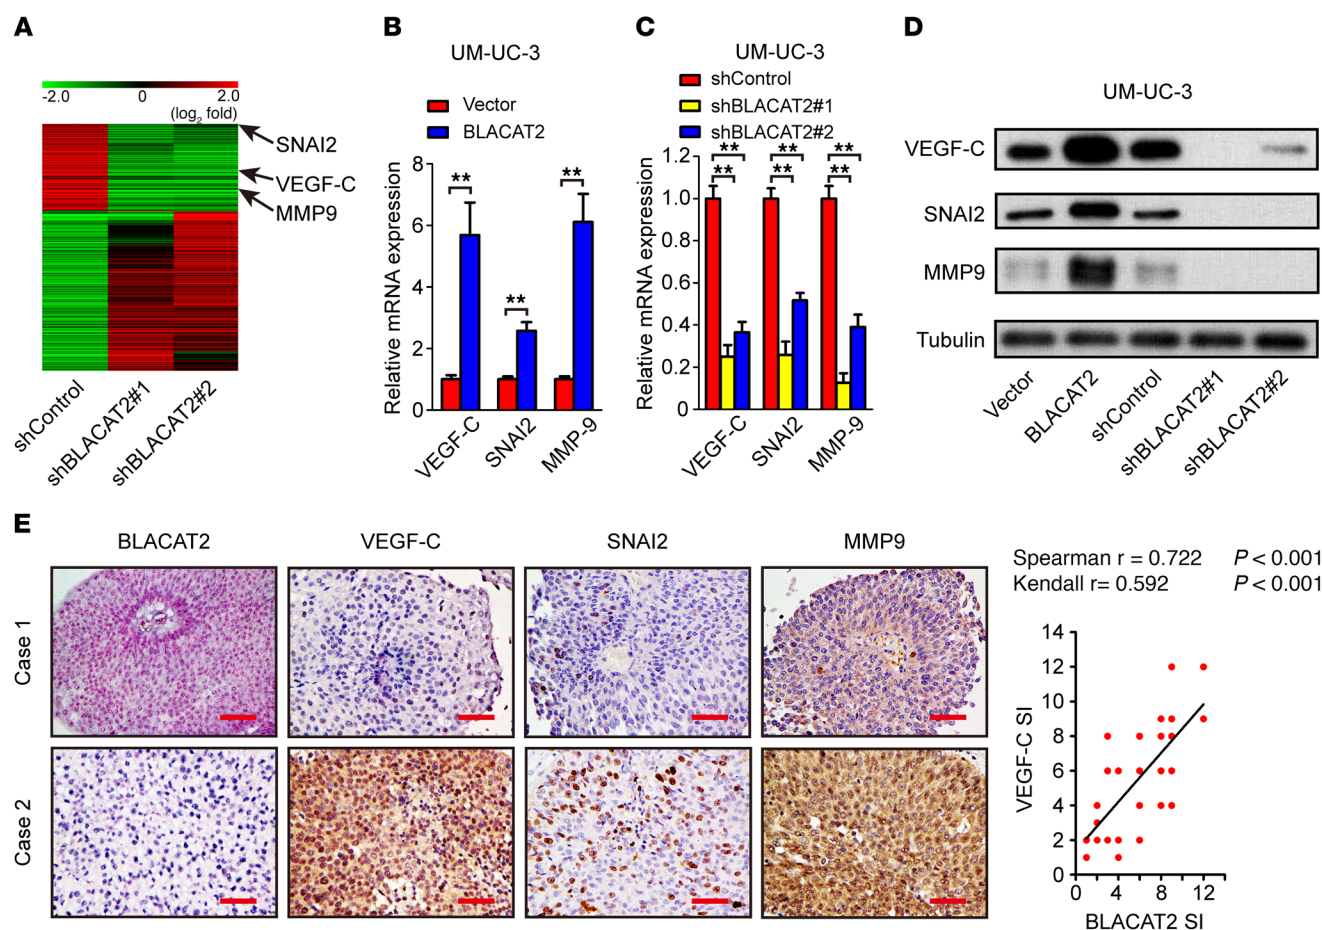 A
-2.0 0 2.0
(log2 fold)
SNAI2
VEGF-C
MMP9
shControl
shBLACAT2#1
shBLACAT2#2
B
UM-UC-3
Vector
BLACAT2
Relative mRNA expression
8
6
4
2
0
** ** **
VEGF-C
SNAI2
MMP-9
C
UM-UC-3
shControl
shBLACAT2#1
shBLACAT2#2
Relative mRNA expression
1.2
1.0
0.8
0.6
0.4
0.2
0
** ** **
** ** **
VEGF-C
SNAI2
MMP-9
D
UM-UC-3
VEGF-C
SNAI2
MMP9
Tubulin
Vector
BLACAT2
shControl
shBLACAT2#1
shBLACAT2#2
E
BLACAT2 VEGF-C SNAI2 MMP9
Case 1
Case 2
Spearman r = 0.722 P < 0.001
Kendall r= 0.592 P < 0.001
VEGF-C SI
14
12
10
8
6
4
2
0
0 4 8 12
BLACAT2 SI